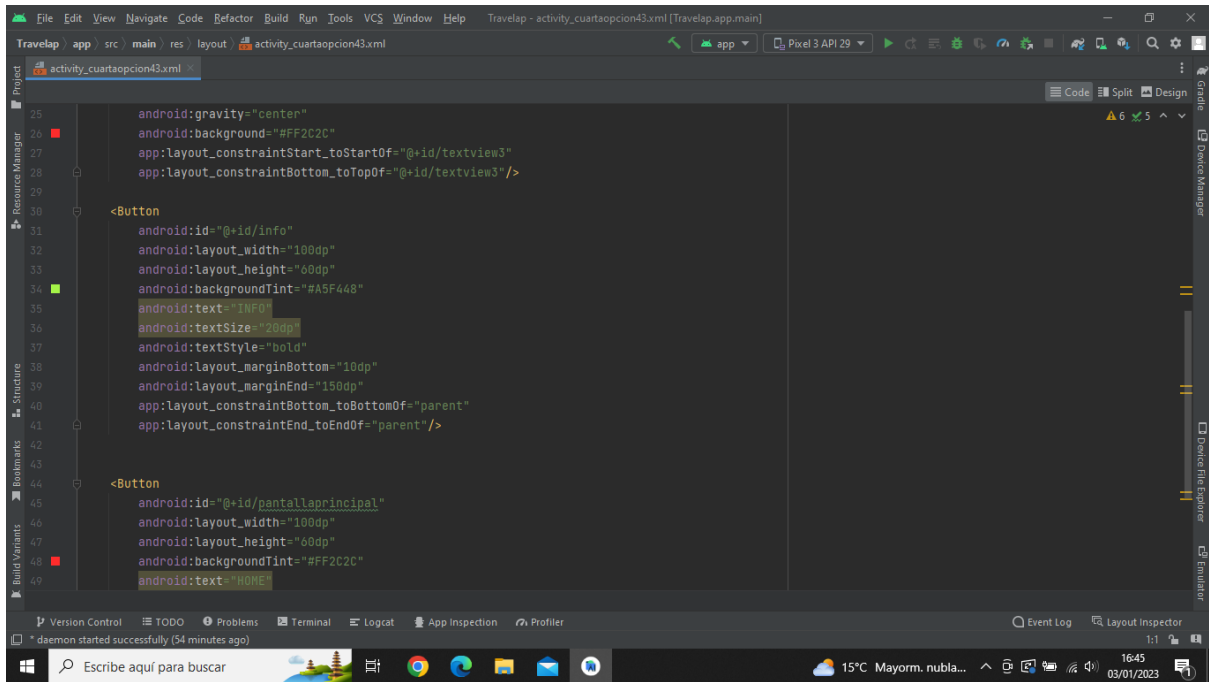 File Edit View Navigate Code Refactor Build Run Tools VCS Window Help Travelap - activity_cuartaopcion43.xml [Travelap.app.main]
Travelap app src main res layout activity_cuartaopcion43.xml app Pixel 3 API 29
activity_cuartaopcion43.xml
Code Split Design
6 5
25 android:gravity="center"
26 android:background="#FF2C2C"
27 app:layout_constraintStart_toStartOf="@+id/textview3"
28 app:layout_constraintBottom_toTopOf="@+id/textview3"/>
29
30 <Button
31 android:id="@+id/info"
32 android:layout_width="100dp"
33 android:layout_height="60dp"
34 android:backgroundTint="#A5F448"
35 android:text="INFO"
36 android:textSize="20dp"
37 android:textStyle="bold"
38 android:layout_marginBottom="10dp"
39 android:layout_marginEnd="150dp"
40 app:layout_constraintBottom_toBottomOf="parent"
41 app:layout_constraintEnd_toEndOf="parent"/>
42
43
44 <Button
45 android:id="@+id/pantallaprincipal"
46 android:layout_width="100dp"
47 android:layout_height="60dp"
48 android:backgroundTint="#FF2C2C"
49 android:text="HOME"
Project
Resource Manager
Structure
Bookmarks
Build Variants
Gradle
Device Manager
Device File Explorer
Emulator
Version Control TODO Problems Terminal Logcat App Inspection Profiler Event Log Layout Inspector
* daemon started successfully (54 minutes ago) 1:1
Escribe aquí para buscar 15°C Mayorm. nubla... 16:45
03/01/2023
1